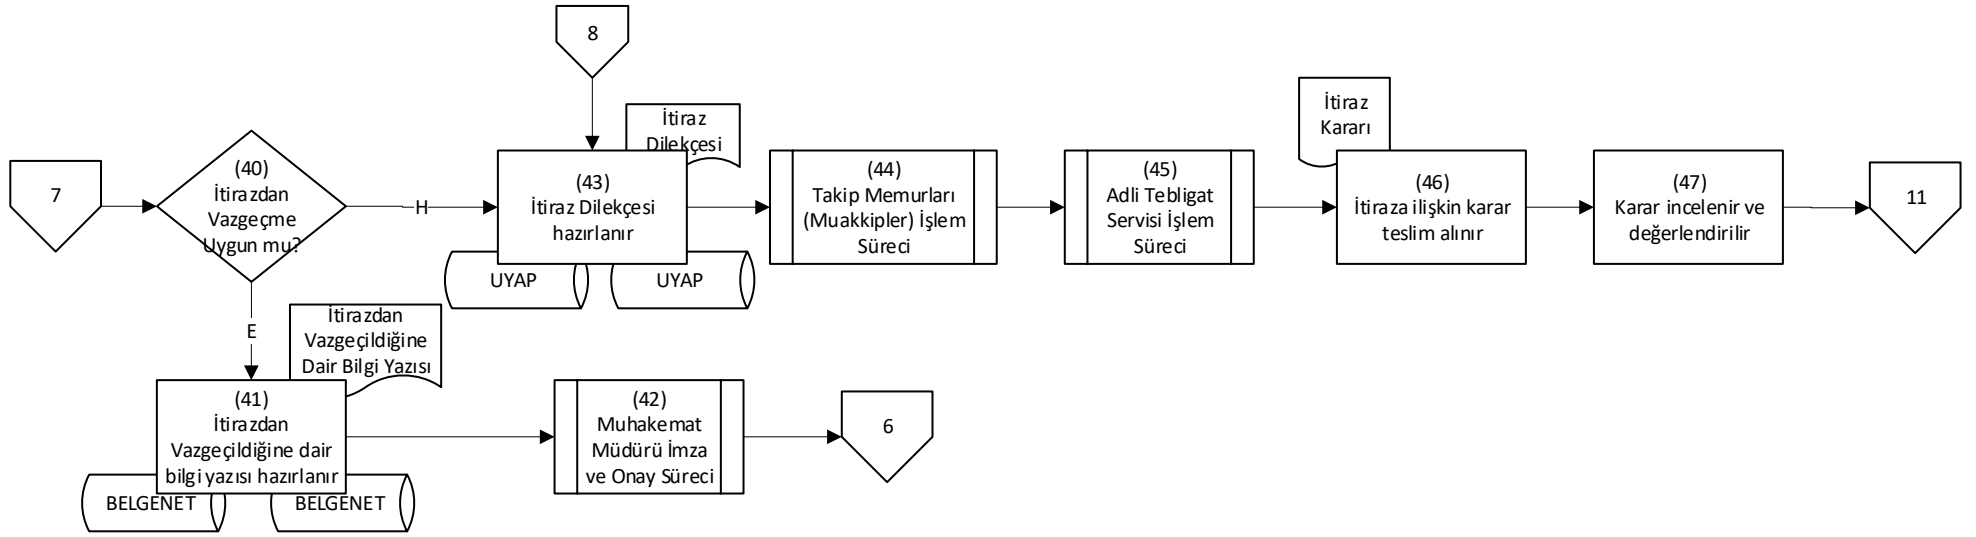 8
7
(40)
İtirazdan
Vazgeçme
Uygun mu?
H
E
İtiraz
Dilekçesi
(43)
İtiraz Dilekçesi
hazırlanır
UYAP
UYAP
(44)
Takip Memurları
(Muakkipler) İşlem
Süreci
(45)
Adli Tebligat
Servisi İşlem
Süreci
İtiraz
Kararı
(46)
İtiraza ilişkin karar
teslim alınır
(47)
Karar incelenir ve
değerlendirilir
11
İtirazdan
Vazgeçildiğine
Dair Bilgi Yazısı
(41)
İtirazdan
Vazgeçildiğine dair
bilgi yazısı hazırlanır
BELGENET
BELGENET
(42)
Muhakemat
Müdürü İmza
ve Onay Süreci
6